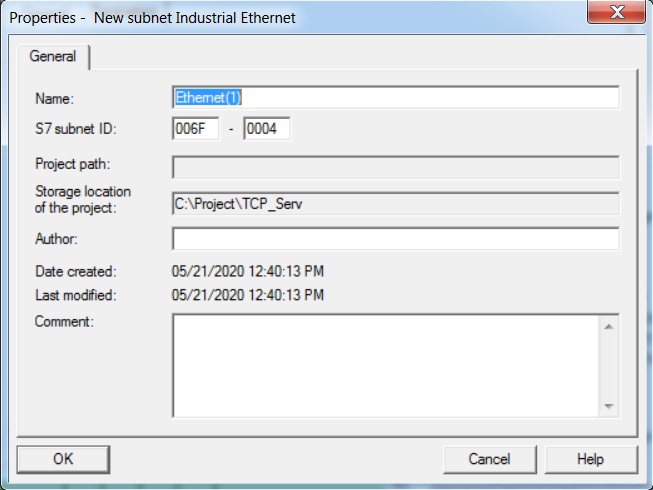 Properties -  New subnet Industrial Ethernet
General
Name: Ethernet(1)
S7 subnet ID: 006F - 0004
Project path:
Storage location
of the project: C:\Project\TCP_Serv
Author:
Date created: 05/21/2020 12:40:13 PM
Last modified: 05/21/2020 12:40:13 PM
Comment:
OK Cancel Help